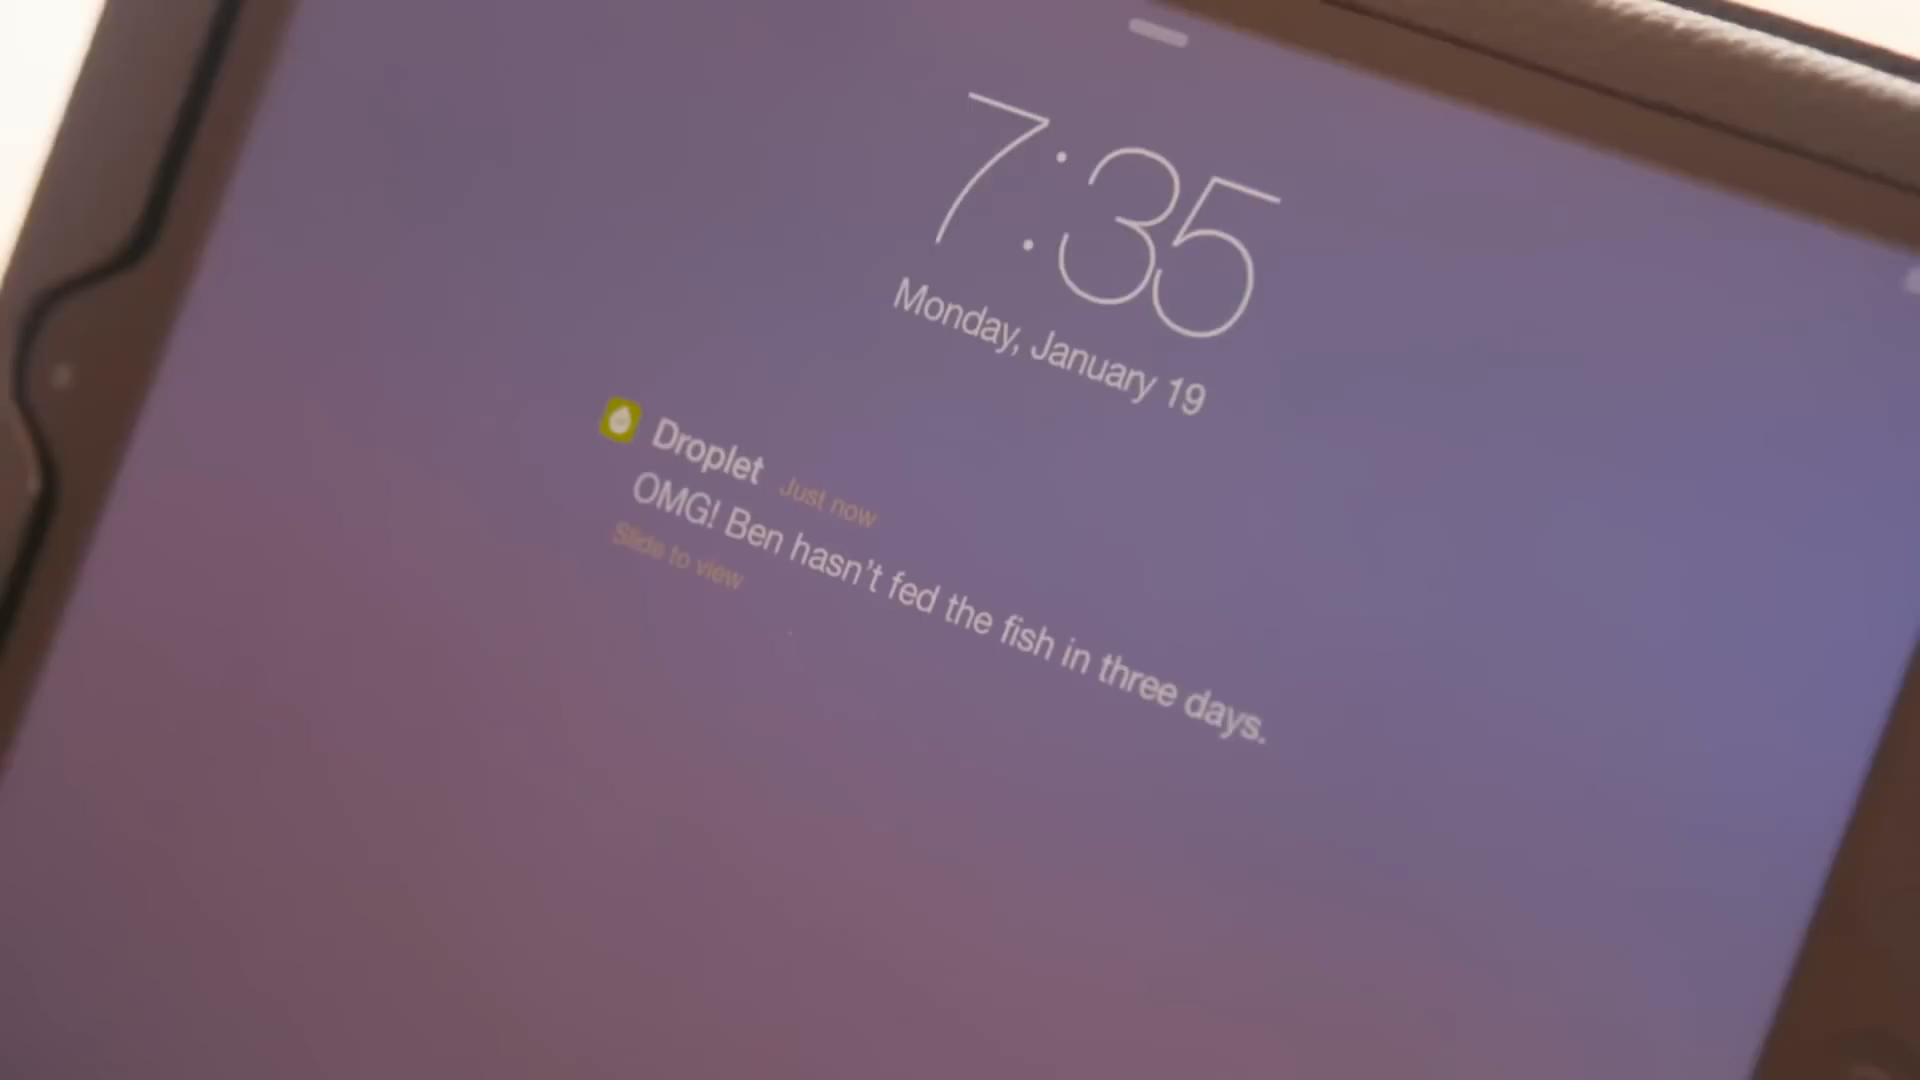 7:35
Monday, January 19
Droplet Just now
OMG! Ben hasn't fed the fish in three days.
Slide to view